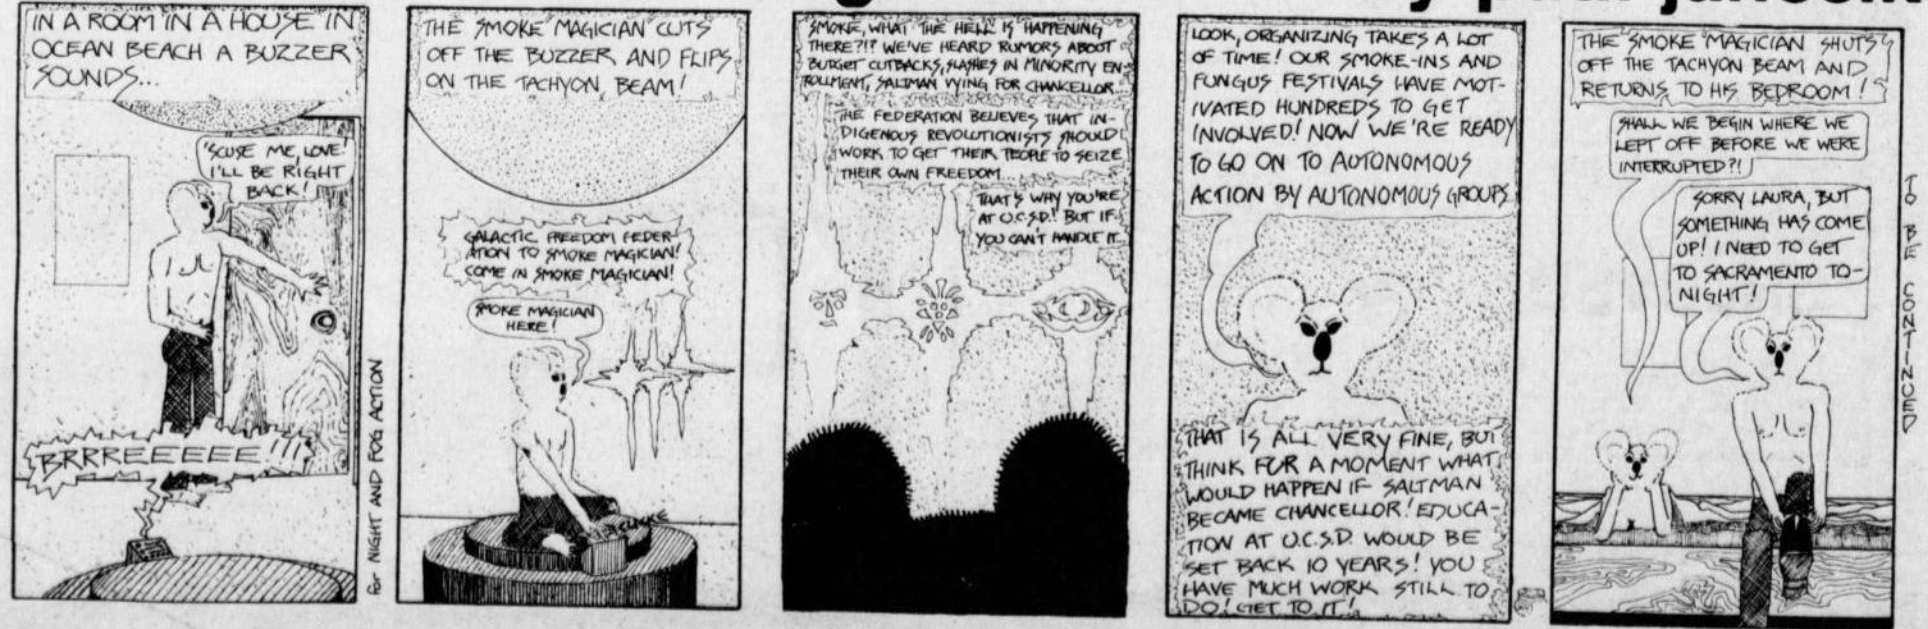 IN A ROOM IN A HOUSE IN
OCEAN BEACH A BUZZER
SOUNDS...
'SCUSE ME, LOVE!
I'LL BE RIGHT
BACK!
BRRREEEEE!!!
for NIGHT AND FOG ACTION
THE SMOKE MAGICIAN CUTS
OFF THE BUZZER AND FLIPS
ON THE TACHYON BEAM!
GALACTIC FREEDOM FEDER-
ATION TO SMOKE MAGICIAN!
COME IN SMOKE MAGICIAN!
SMOKE MAGICIAN
HERE!
SMOKE, WHAT THE HELL IS HAPPENING
THERE?!? WE'VE HEARD RUMORS ABOUT
BUDGET CUTBACKS, SLASHES IN MINORITY EN-
ROLLMENT, SALTMAN VYING FOR CHANCELLOR...
THE FEDERATION BELIEVES THAT IN-
DIGENOUS REVOLUTIONISTS SHOULD
WORK TO GET THEIR PEOPLE TO SEIZE
THEIR OWN FREEDOM...
THAT'S WHY YOU'RE
AT U.C.S.D.! BUT IF
YOU CAN'T HANDLE IT...
LOOK, ORGANIZING TAKES A LOT
OF TIME! OUR SMOKE-INS AND
FUNGUS FESTIVALS HAVE MOT-
IVATED HUNDREDS TO GET
INVOLVED! NOW WE'RE READY
TO GO ON TO AUTONOMOUS
ACTION BY AUTONOMOUS GROUPS
THAT IS ALL VERY FINE, BUT
THINK FOR A MOMENT WHAT
WOULD HAPPEN IF SALTMAN
BECAME CHANCELLOR! EDUCA-
TION AT U.C.S.D. WOULD BE
SET BACK 10 YEARS! YOU
HAVE MUCH WORK STILL TO
DO! GET TO IT!
THE SMOKE MAGICIAN SHUTS
OFF THE TACHYON BEAM AND
RETURNS TO HIS BEDROOM!
SHALL WE BEGIN WHERE WE
LEFT OFF BEFORE WE WERE
INTERRUPTED?!
SORRY LAURA, BUT
SOMETHING HAS COME
UP! I NEED TO GET
TO SACRAMENTO TO-
NIGHT!
TO BE CONTINUED